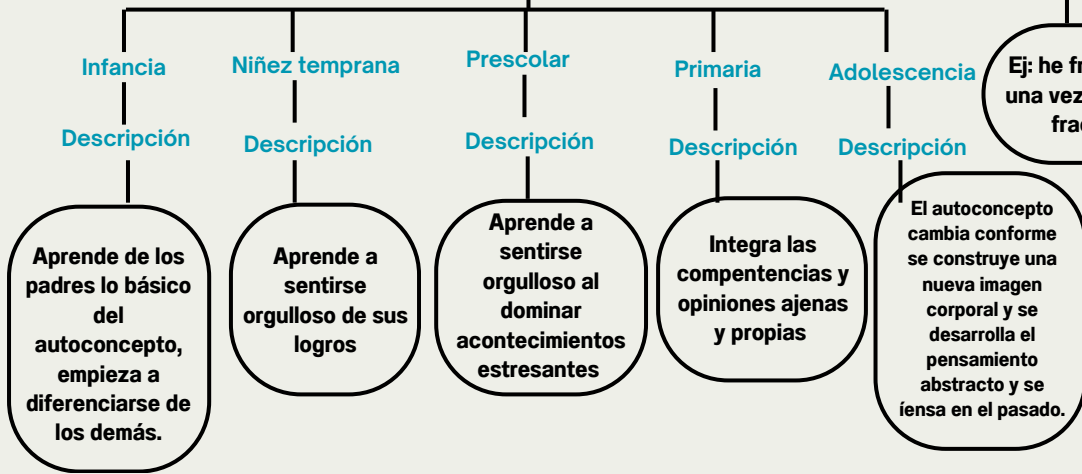 Infancia
Descripción
Aprende de los
padres lo básico
del
autoconcepto,
empieza a
diferenciarse de
los demás.
Niñez temprana
Descripción
Aprende a
sentirse
orgulloso de sus
logros
Prescolar
Descripción
Aprende a
sentirse
orgulloso al
dominar
acontecimientos
estresantes
Primaria
Descripción
Integra las
compentencias y
opiniones ajenas
y propias
Adolescencia
Descripción
El autoconcepto
cambia conforme
se construye una
nueva imagen
corporal y se
desarrolla el
pensamiento
abstracto y se
íensa en el pasado.
Ej: he
una vez